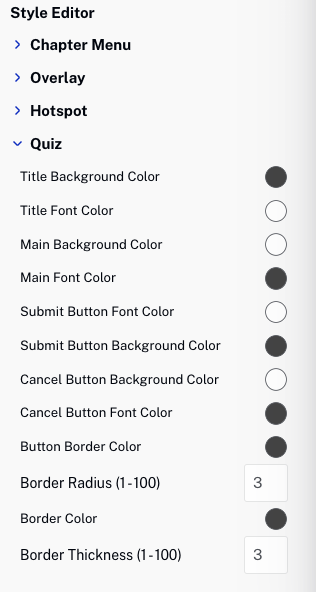 Style Editor
Chapter Menu
Overlay
Hotspot
Quiz
Title Background Color
Title Font Color
Main Background Color
Main Font Color
Submit Button Font Color
Submit Button Background Color
Cancel Button Background Color
Cancel Button Font Color
Button Border Color
Border Radius (1-100) 3
Border Color
Border Thickness (1-100) 3